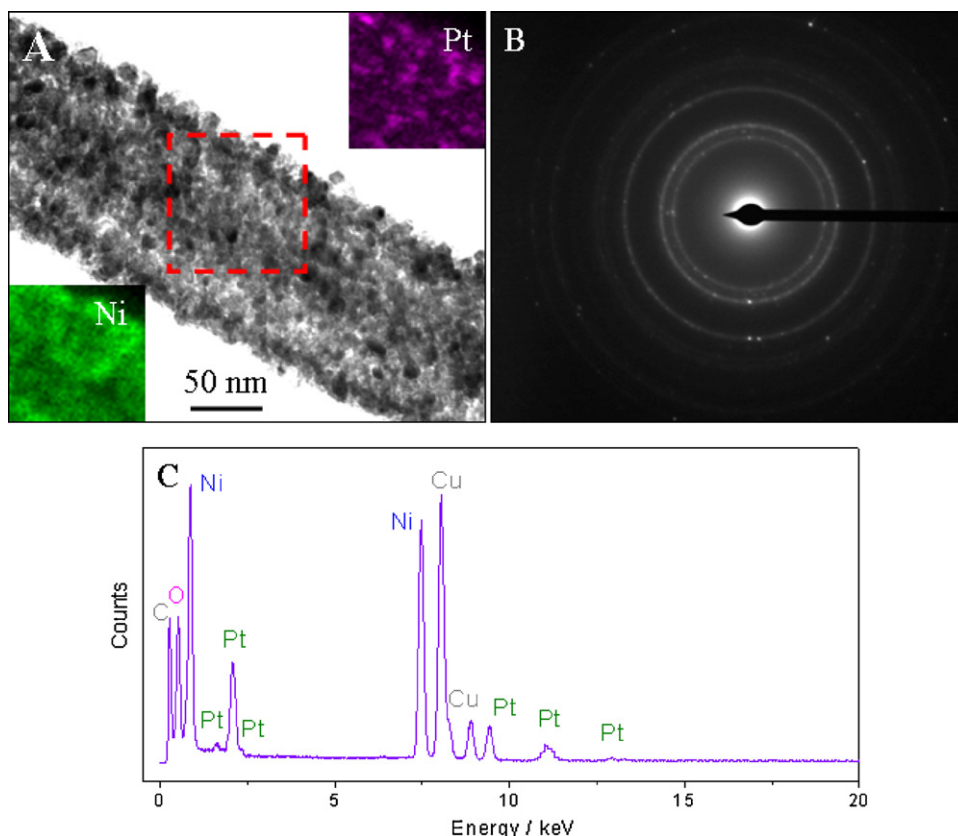 A
Pt
Ni
50 nm
B
C
Ni
Cu
Ni
O
C
Pt
Cu
Pt
Pt
Pt
Pt
Pt
Counts
0 5 10 15 20
Energy / keV